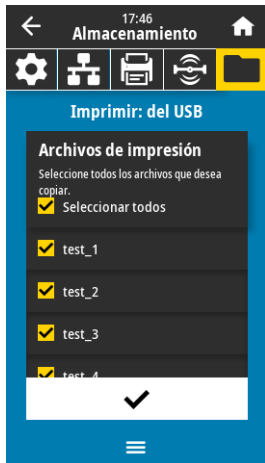 17:46
Almacenamiento
Imprimir: del USB
Archivos de impresión
Seleccione todos los archivos que desea
copiar.
Seleccionar todos
test_1
test_2
test_3
test_4